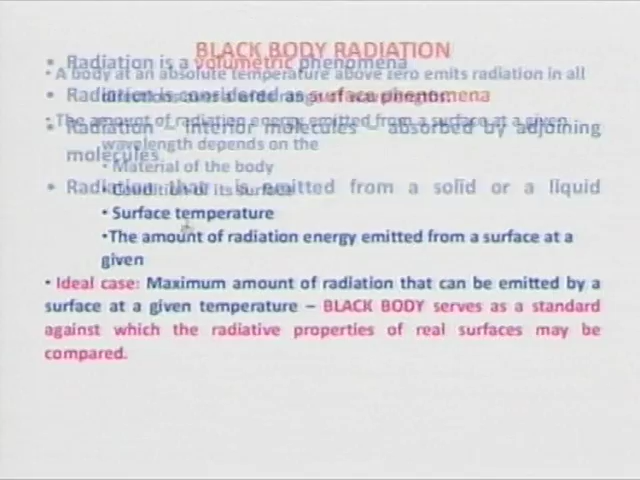 BLACK BODY RADIATION
• Radiation is a volumetric phenomena
• A body at an absolute temperature above zero emits radiation in all
• Radiation is considered as surface phenomena
• The amount of radiation energy emitted from a surface at a given
• Radiation – interior molecules – absorbed by adjoining
wavelength depends on the
molecules.
• Material of the body
• Condition of its surface
• Radiation that is emitted from a solid or a liquid
• Surface temperature
•The amount of radiation energy emitted from a surface at a
given
• Ideal case: Maximum amount of radiation that can be emitted by a
surface at a given temperature – BLACK BODY serves as a standard
against which the radiative properties of real surfaces may be
compared.